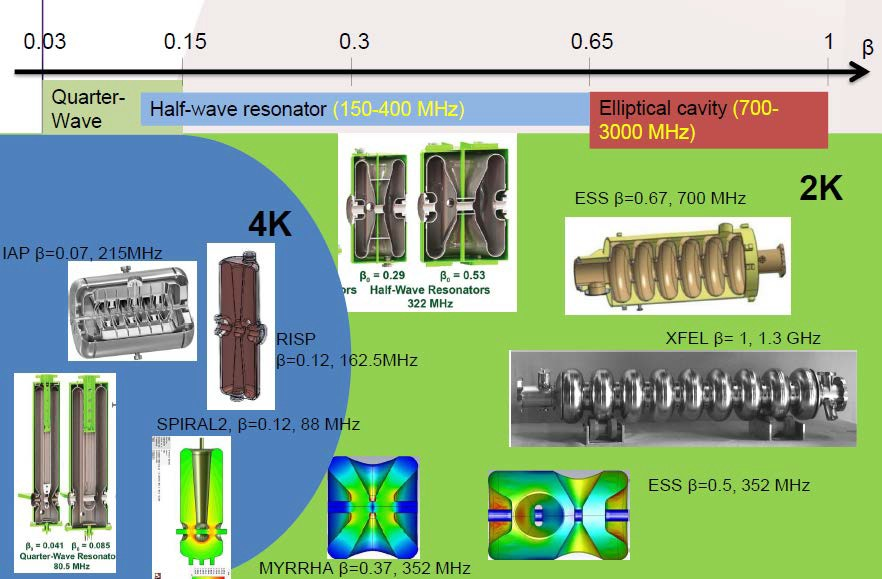 0.03
0.15
0.3
0.65
1
β
Quarter-
Wave
Half-wave resonator (150-400 MHz)
Elliptical cavity (700-
3000 MHz)
2K
ESS β=0.67, 700 MHz
4K
IAP β=0.07, 215MHz
β₀ = 0.29
β₀ = 0.53
ors
Half-Wave Resonators
322 MHz
RISP
β=0.12, 162.5MHz
XFEL β= 1, 1.3 GHz
SPIRAL2, β=0.12, 88 MHz
ESS β=0.5, 352 MHz
β₀ = 0.041
β₀ = 0.085
Quarter-Wave Resonato
80.5 MHz
MYRRHA β=0.37, 352 MHz